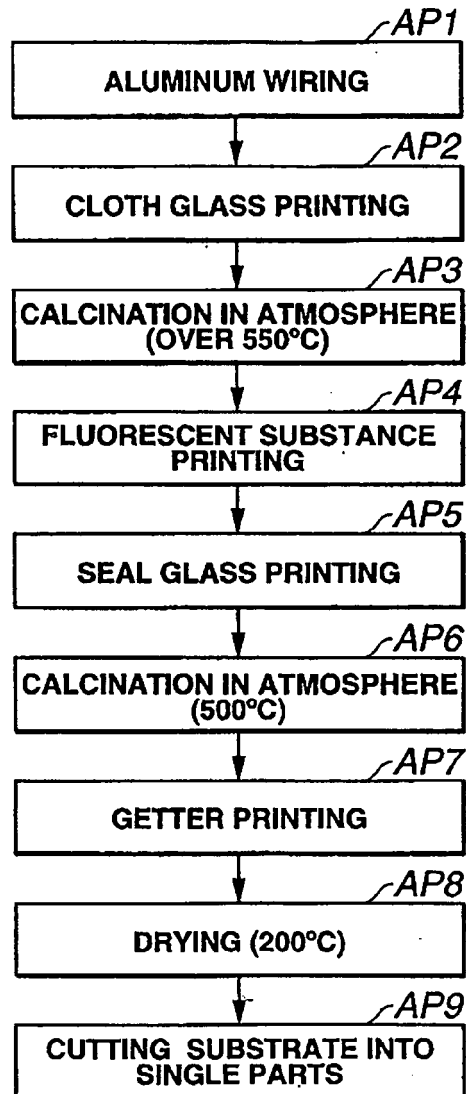 AP1
ALUMINUM WIRING
AP2
CLOTH GLASS PRINTING
AP3
CALCINATION IN ATMOSPHERE
(OVER 550°C)
AP4
FLUORESCENT SUBSTANCE
PRINTING
AP5
SEAL GLASS PRINTING
AP6
CALCINATION IN ATMOSPHERE
(500°C)
AP7
GETTER PRINTING
AP8
DRYING (200°C)
AP9
CUTTING SUBSTRATE INTO
SINGLE PARTS